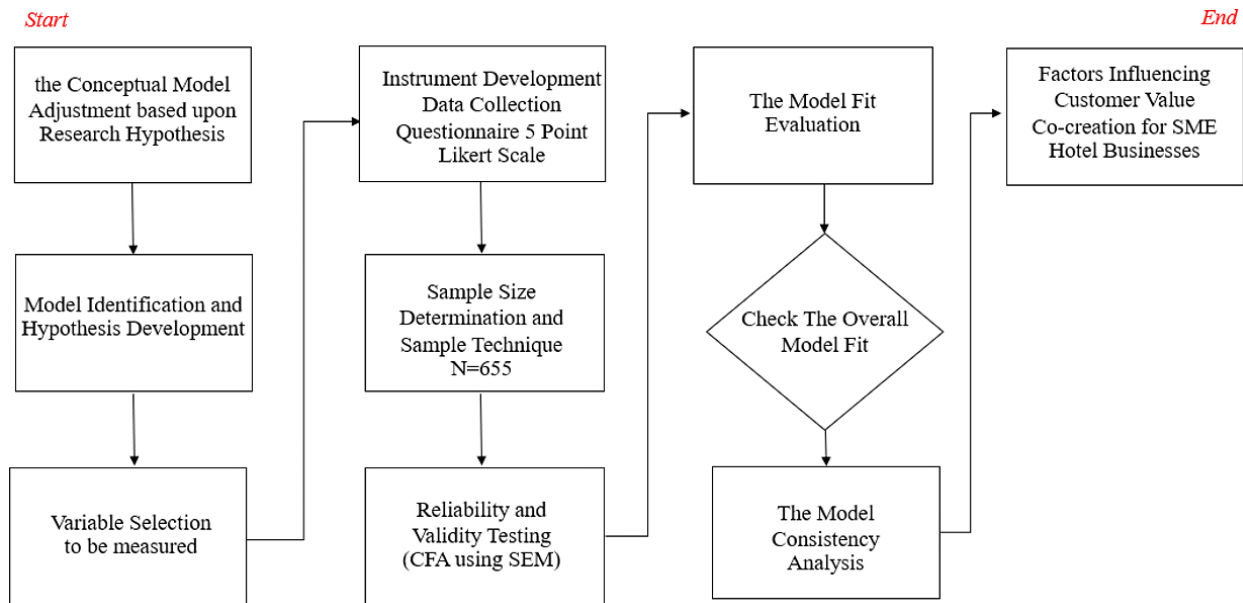 Start
the Conceptual Model
Adjustment based upon
Research Hypothesis
Model Identification and
Hypothesis Development
Variable Selection
to be measured
Instrument Development
Data Collection
Questionnaire 5 Point
Likert Scale
Sample Size
Determination and
Sample Technique
N=655
Reliability and
Validity Testing
(CFA using SEM)
The Model Fit
Evaluation
Check The Overall
Model Fit
The Model
Consistency
Analysis
End
Factors Influencing
Customer Value
Co-creation for SME
Hotel Businesses